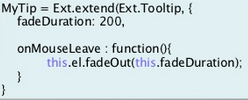 MyTip = Ext.extend(Ext.Tooltip, {
fadeDuration: 200,
onMouseLeave : function(){
this.el.fadeOut(this.fadeDuration);
}
}